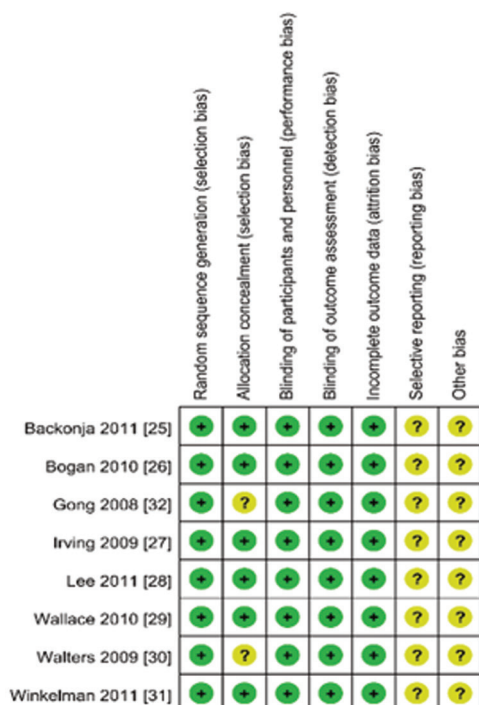 Random sequence generation (selection bias)
Allocation concealment (selection bias)
Blinding of participants and personnel (performance bias)
Blinding of outcome assessment (detection bias)
Incomplete outcome data (attrition bias)
Selective reporting (reporting bias)
Other bias
Backonja 2011 [25] + + + + + ? ?
Bogan 2010 [26] + + + + + ? ?
Gong 2008 [32] + ? + + + ? ?
Irving 2009 [27] + + + + + ? ?
Lee 2011 [28] + + + + + ? ?
Wallace 2010 [29] + + + + + ? ?
Walters 2009 [30] + ? + + + ? ?
Winkelman 2011 [31] + + + + + ? ?